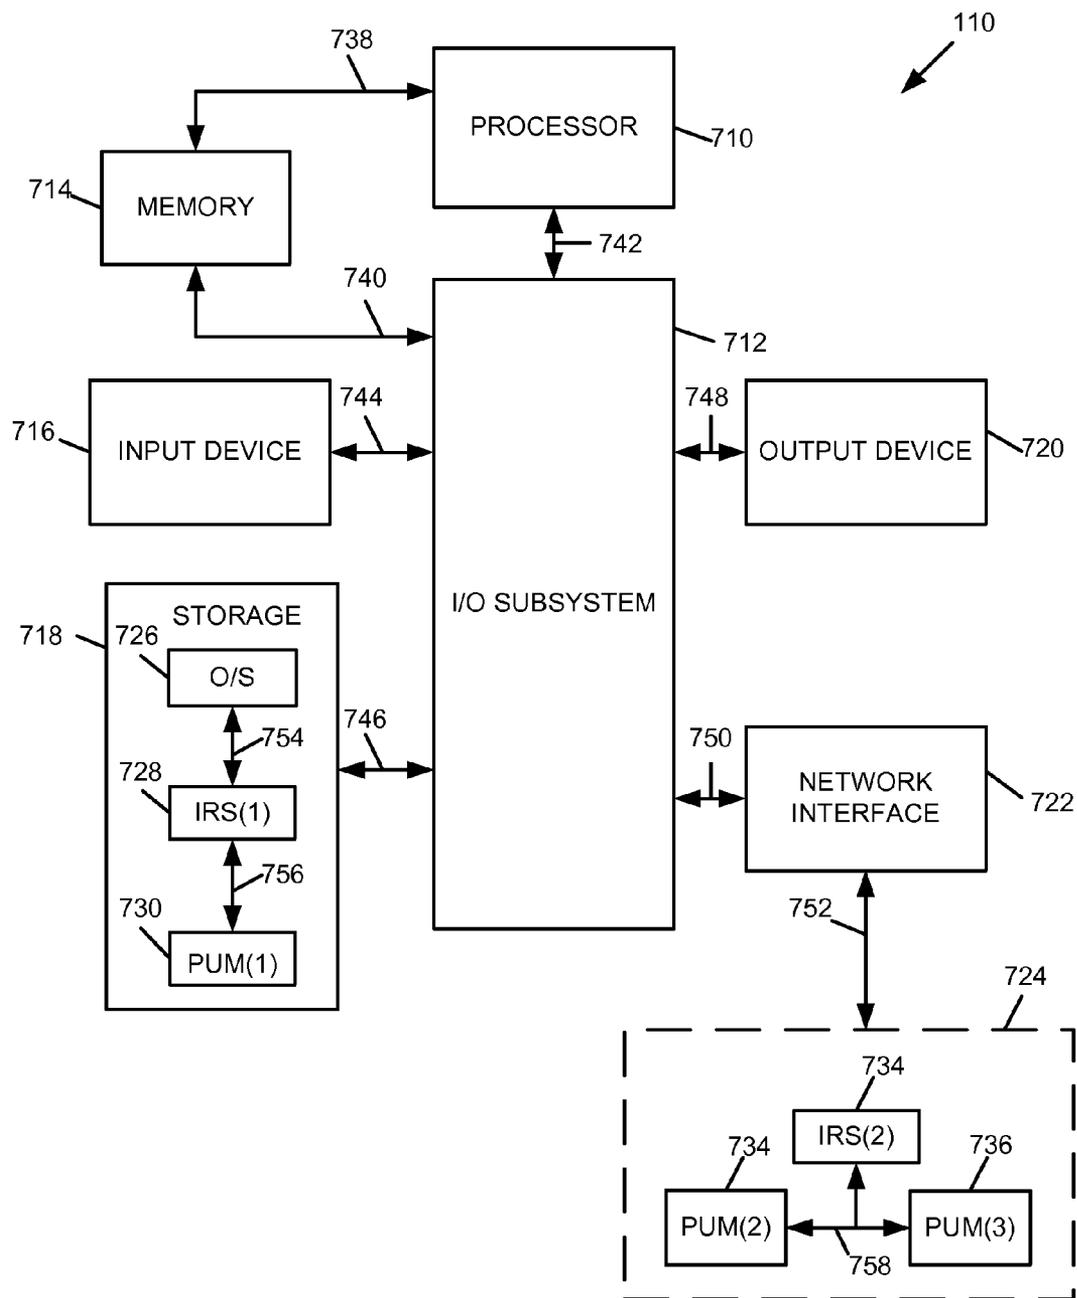 110
738
PROCESSOR
710
714
MEMORY
742
740
712
716
INPUT DEVICE
744
748
OUTPUT DEVICE
720
I/O SUBSYSTEM
STORAGE
718
726
O/S
754
746
728
IRS(1)
756
730
PUM(1)
750
NETWORK
INTERFACE
722
752
724
734
IRS(2)
734
736
PUM(2)
PUM(3)
758